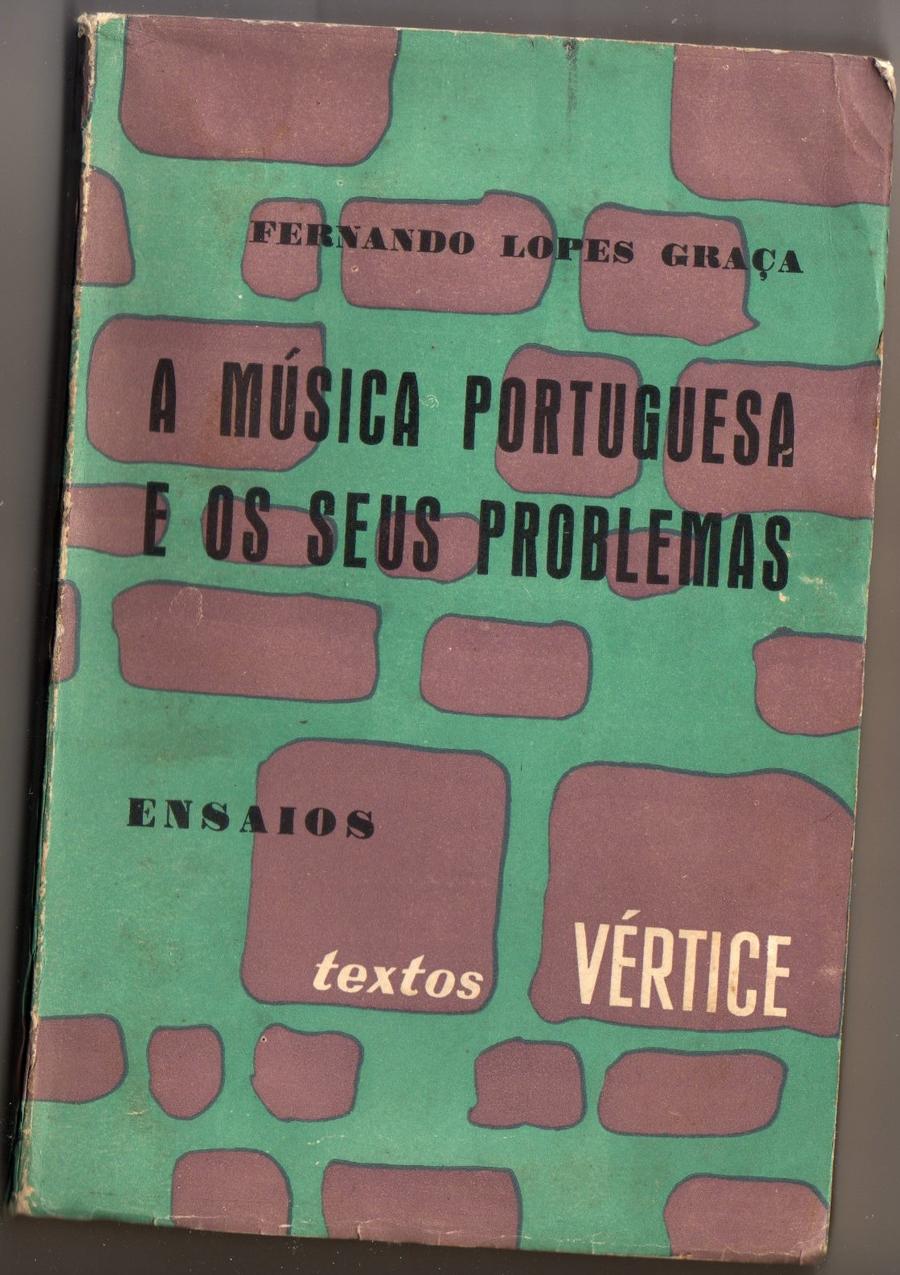 FERNANDO LOPES GRAÇA
A MÚSICA PORTUGUESA
E OS SEUS PROBLEMAS
ENSAIOS
textos VÉRTICE